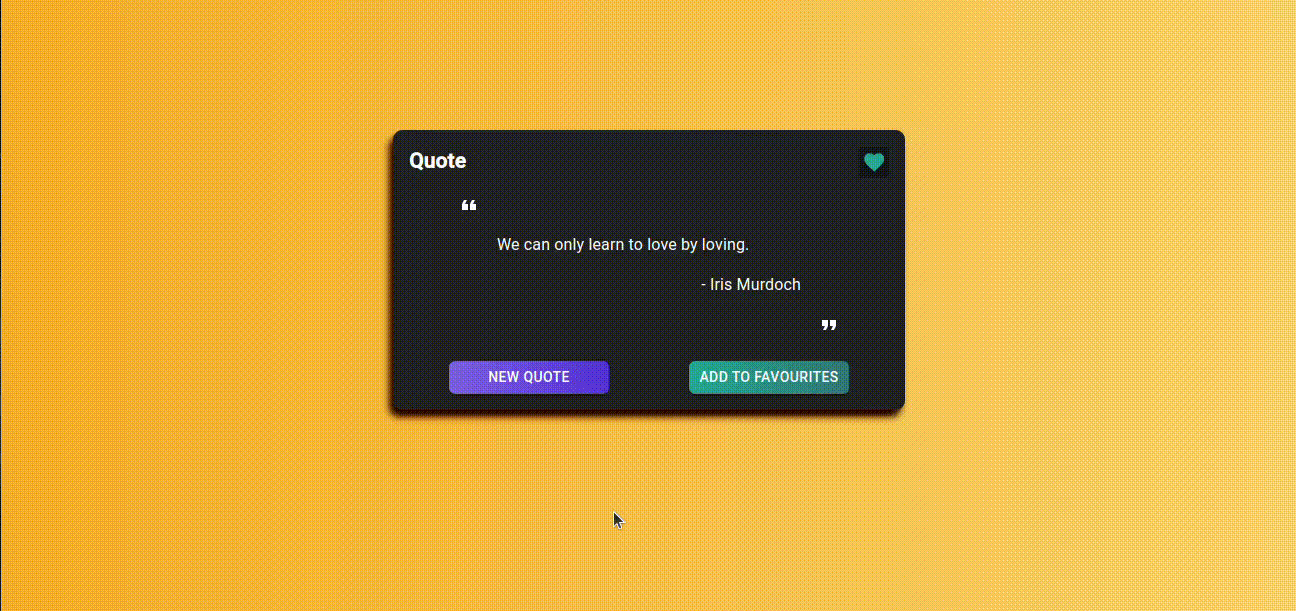 Quote
“
We can only learn to love by loving.
- Iris Murdoch
”
NEW QUOTE ADD TO FAVOURITES